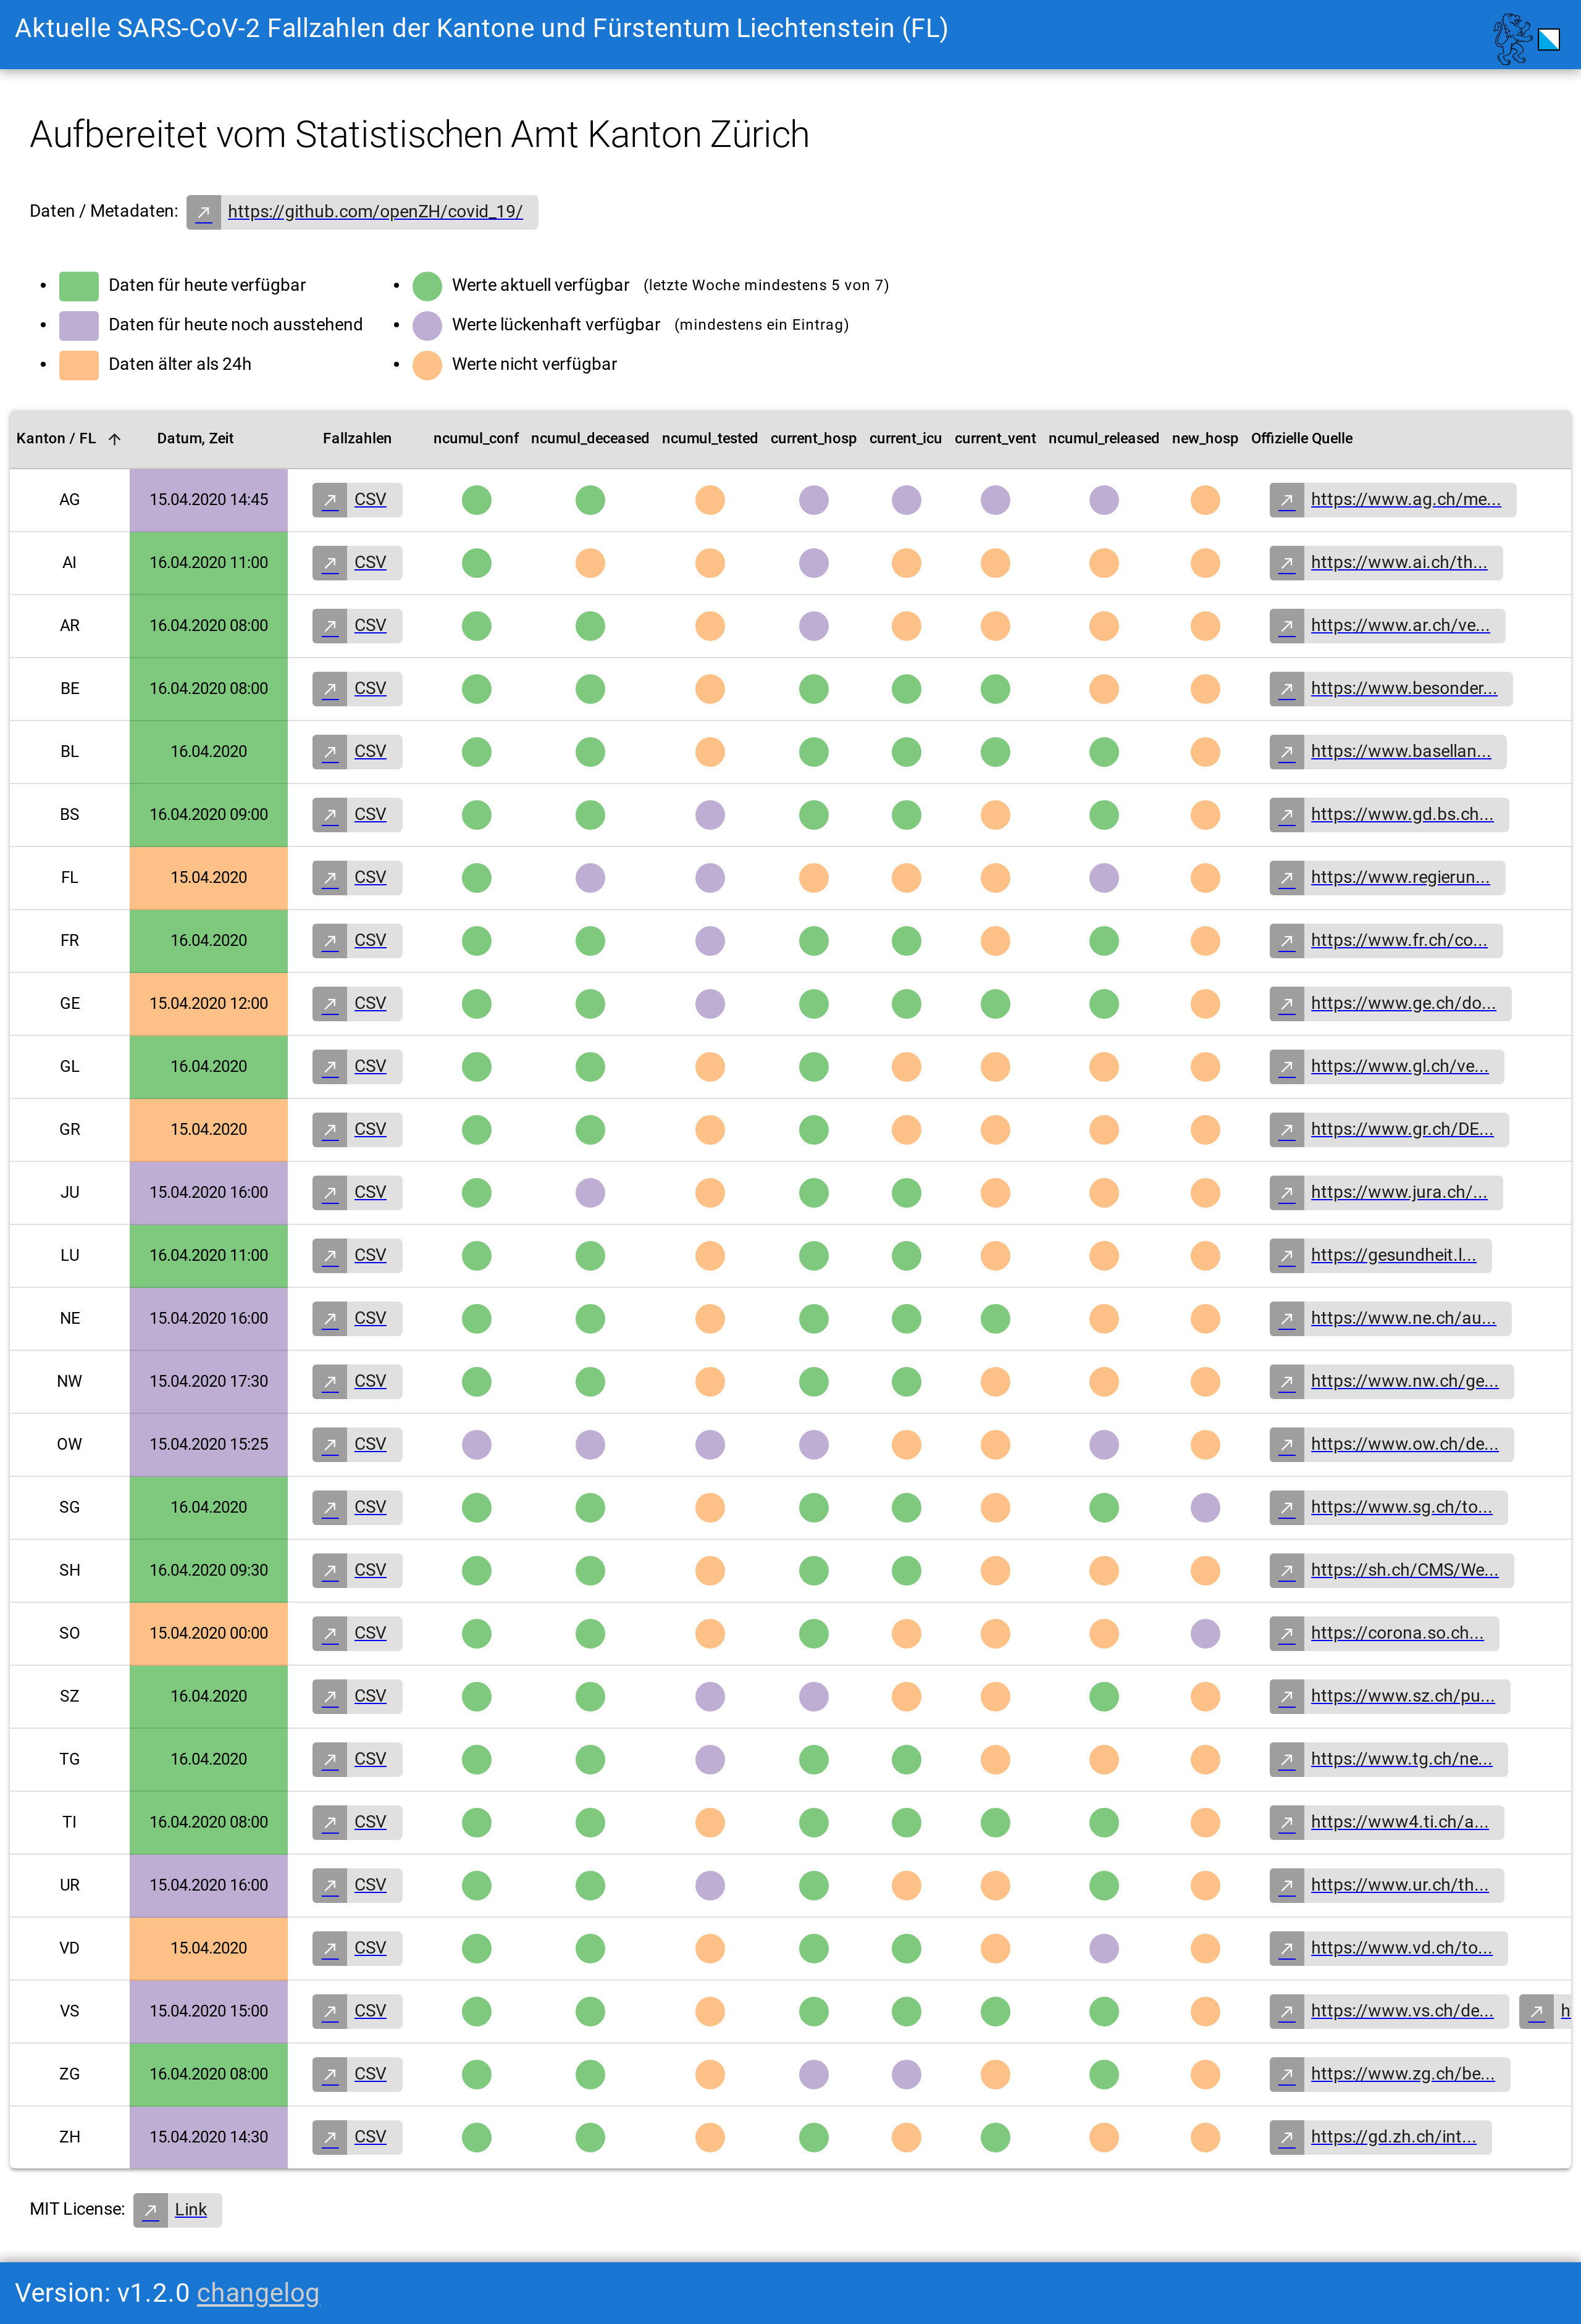 Aktuelle SARS-CoV-2 Fallzahlen der Kantone und Fürstentum Liechtenstein (FL)
Aufbereitet vom Statistischen Amt Kanton Zürich
Daten / Metadaten: https://github.com/openZH/covid_19/
Daten für heute verfügbar
Daten für heute noch ausstehend
Daten älter als 24h
Werte aktuell verfügbar (letzte Woche mindestens 5 von 7)
Werte lückenhaft verfügbar (mindestens ein Eintrag)
Werte nicht verfügbar
Kanton / FL Datum, Zeit Fallzahlen ncumul_conf ncumul_deceased ncumul_tested current_hosp current_icu current_vent ncumul_released new_hosp Offizielle Quelle
AG 15.04.2020 14:45 CSV https://www.ag.ch/me...
AI 16.04.2020 11:00 CSV https://www.ai.ch/th...
AR 16.04.2020 08:00 CSV https://www.ar.ch/ve...
BE 16.04.2020 08:00 CSV https://www.besonder...
BL 16.04.2020 CSV https://www.basellan...
BS 16.04.2020 09:00 CSV https://www.gd.bs.ch...
FL 15.04.2020 CSV https://www.regierun...
FR 16.04.2020 CSV https://www.fr.ch/co...
GE 15.04.2020 12:00 CSV https://www.ge.ch/do...
GL 16.04.2020 CSV https://www.gl.ch/ve...
GR 15.04.2020 CSV https://www.gr.ch/DE...
JU 15.04.2020 16:00 CSV https://www.jura.ch/...
LU 16.04.2020 11:00 CSV https://gesundheit.l...
NE 15.04.2020 16:00 CSV https://www.ne.ch/au...
NW 15.04.2020 17:30 CSV https://www.nw.ch/ge...
OW 15.04.2020 15:25 CSV https://www.ow.ch/de...
SG 16.04.2020 CSV https://www.sg.ch/to...
SH 16.04.2020 09:30 CSV https://sh.ch/CMS/We...
SO 15.04.2020 00:00 CSV https://corona.so.ch...
SZ 16.04.2020 CSV https://www.sz.ch/pu...
TG 16.04.2020 CSV https://www.tg.ch/ne...
TI 16.04.2020 08:00 CSV https://www4.ti.ch/a...
UR 15.04.2020 16:00 CSV https://www.ur.ch/th...
VD 15.04.2020 CSV https://www.vd.ch/to...
VS 15.04.2020 15:00 CSV https://www.vs.ch/de... h
ZG 16.04.2020 08:00 CSV https://www.zg.ch/be...
ZH 15.04.2020 14:30 CSV https://gd.zh.ch/int...
MIT License: Link
Version: v1.2.0 changelog